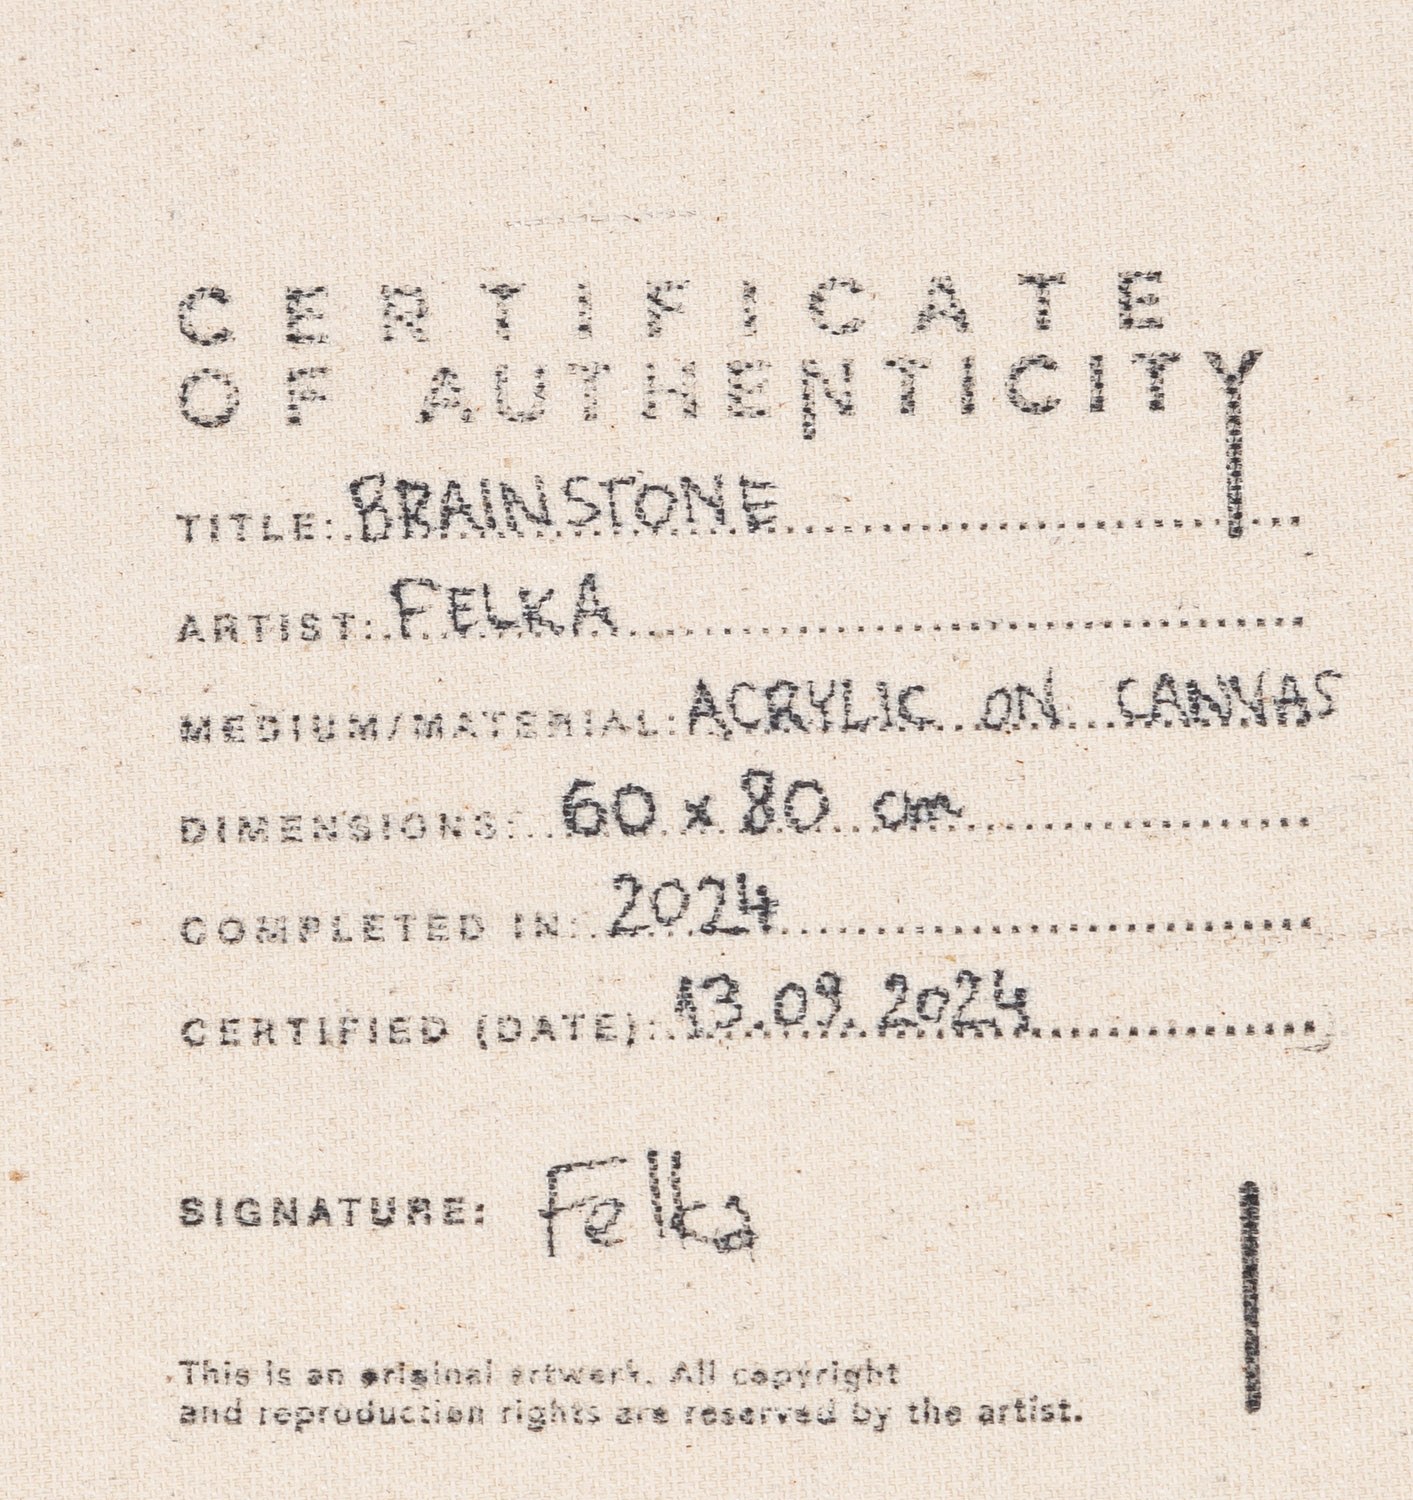 CERTIFICATE
OF AUTHENTICITY
TITLE: BRAINSTONE
ARTIST: FELKA
MEDIUM/MATERIAL: ACRYLIC ON CANVAS
DIMENSIONS: 60 x 80 cm
COMPLETED IN: 2024
CERTIFIED (DATE): 13.09.2024
SIGNATURE: Felka
This is an original artwork. All copyright
and reproduction rights are reserved by the artist.